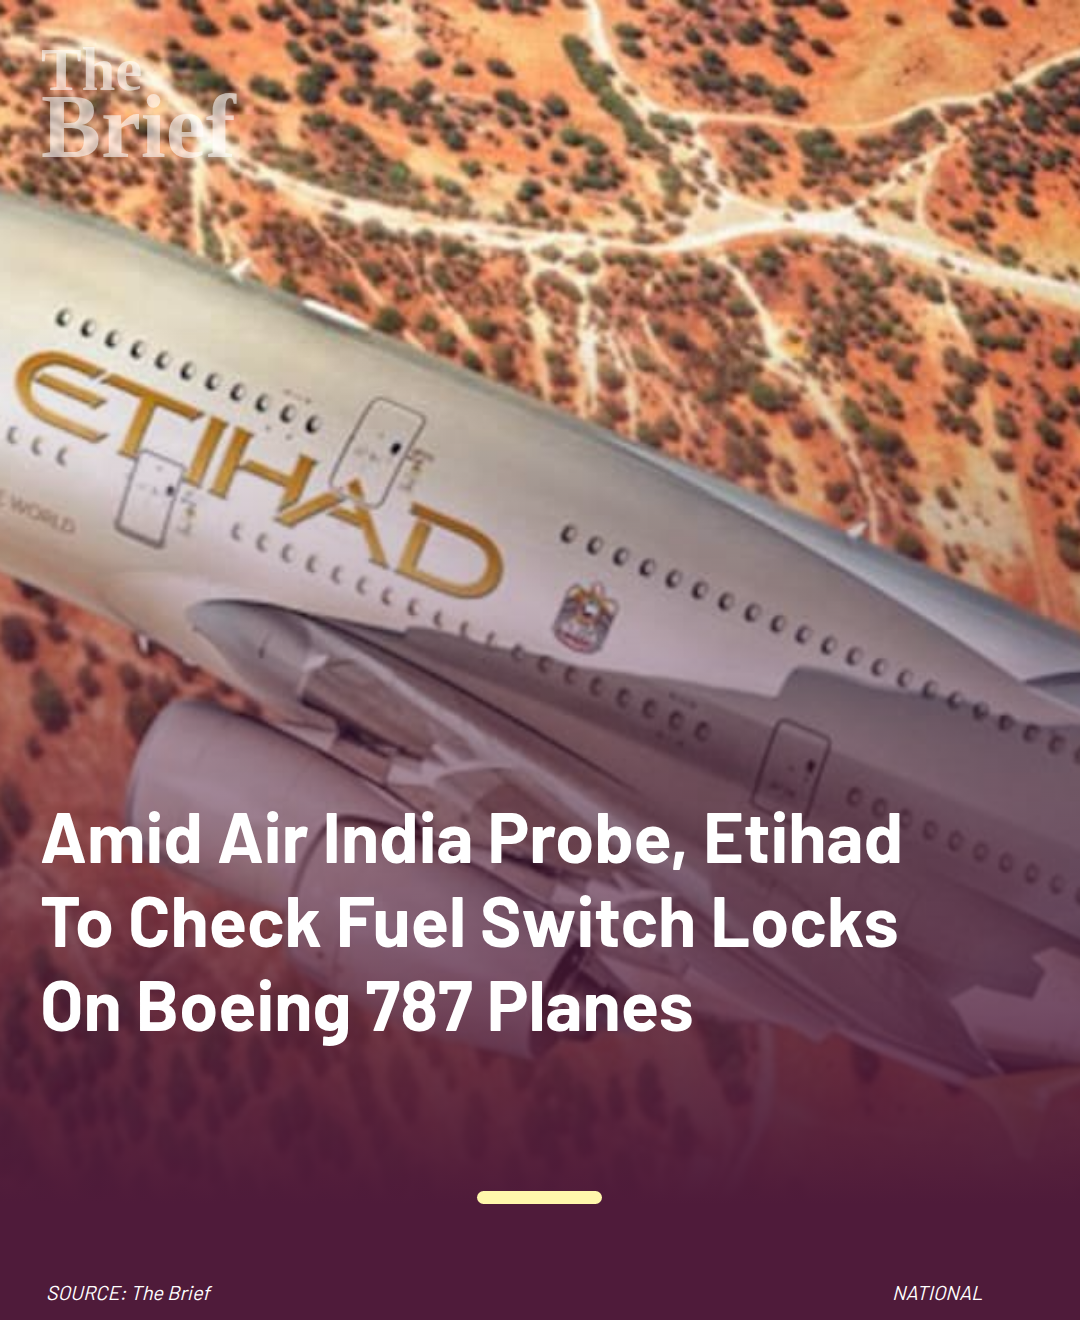 The
Brief
ETIHAD
E WORLD
Amid Air India Probe, Etihad
To Check Fuel Switch Locks
On Boeing 787 Planes
SOURCE: The Brief
NATIONAL